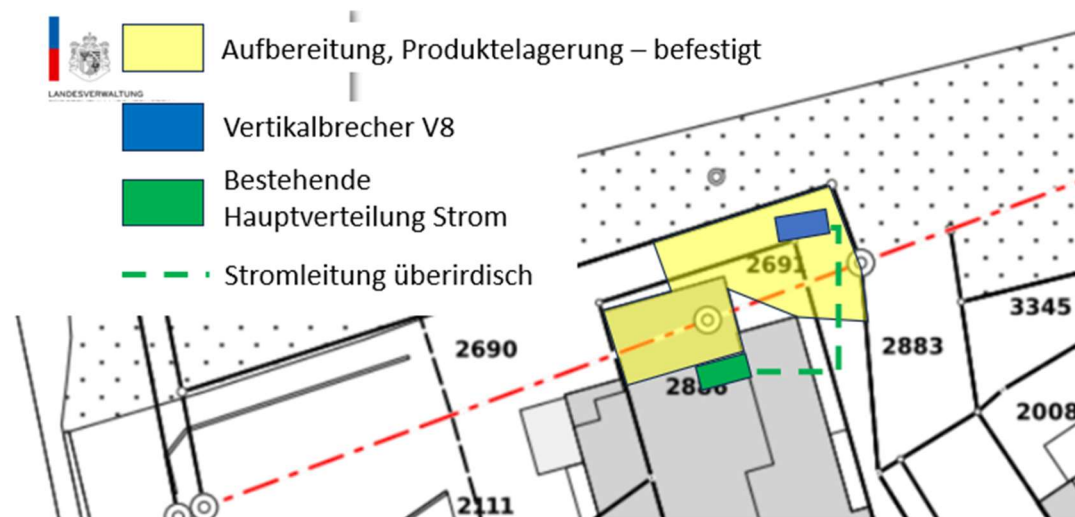 Aufbereitung, Produktelagerung – befestigt
LANDESVERWALTUNG
Vertikalbrecher V8
Bestehende
Hauptverteilung Strom
Stromleitung überirdisch
2691
3345
2690
2883
2886
2008
2111